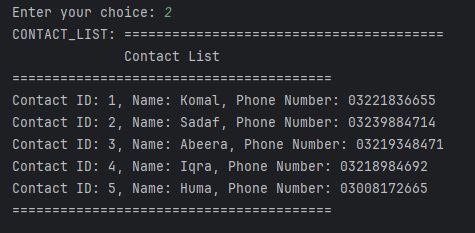 Enter your choice: 2
CONTACT_LIST: ========================================
              Contact List
========================================
Contact ID: 1, Name: Komal, Phone Number: 03221836655
Contact ID: 2, Name: Sadaf, Phone Number: 03239884714
Contact ID: 3, Name: Abeera, Phone Number: 03219348471
Contact ID: 4, Name: Iqra, Phone Number: 03218984692
Contact ID: 5, Name: Huma, Phone Number: 03008172665
========================================